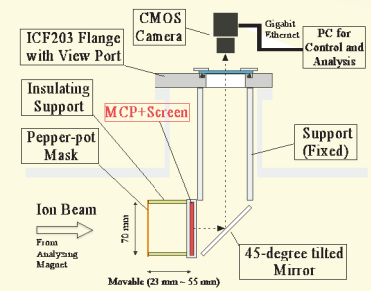 CMOS
Camera
Gigabit
Ethernet
PC for
Control and
Analysis
ICF203 Flange
with View Port
Insulating
Support
MCP+Screen
Pepper-pot
Mask
Support
(Fixed)
Ion Beam
From
Analyzing
Magnet
70 mm
45-degree tilted
Mirror
Movable (23 mm ~ 55 mm)